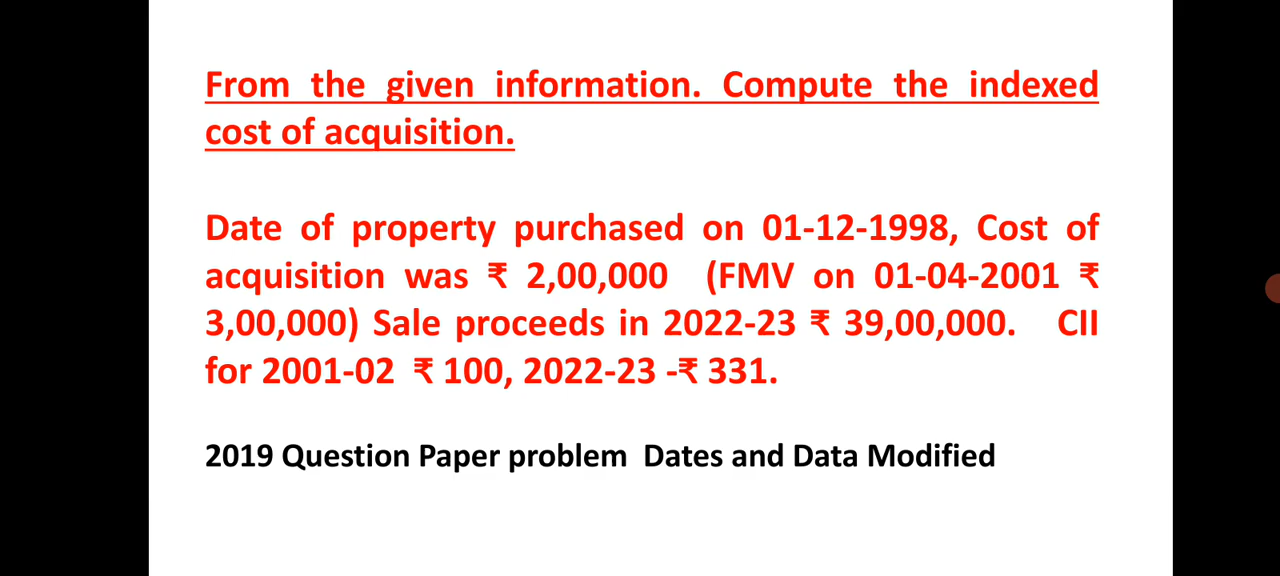 From the given information. Compute the indexed
cost of acquisition.
Date of property purchased on 01-12-1998, Cost of
acquisition was ₹ 2,00,000 (FMV on 01-04-2001 ₹
3,00,000) Sale proceeds in 2022-23 ₹ 39,00,000. CII
for 2001-02 ₹ 100, 2022-23 -₹ 331.
2019 Question Paper problem Dates and Data Modified